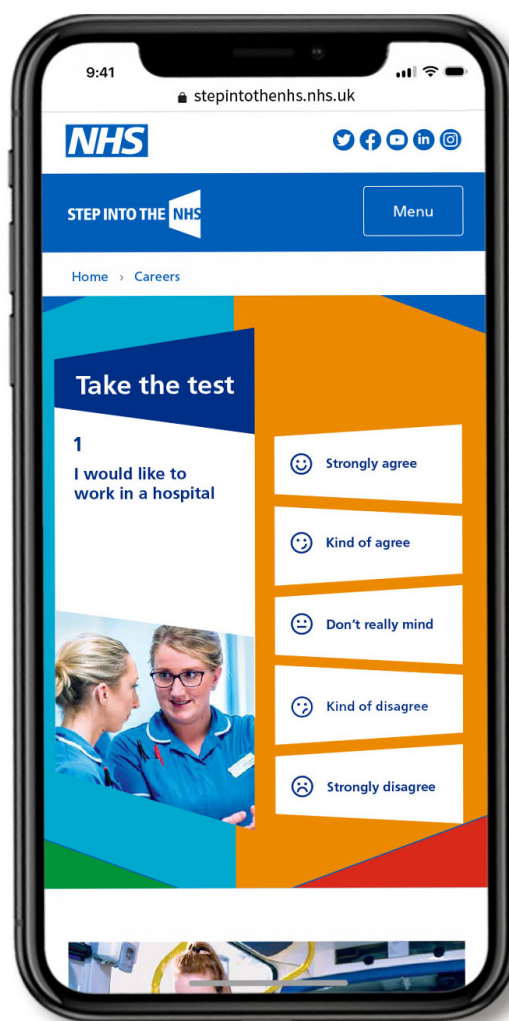 9:41
stepintothenhs.nhs.uk
NHS
STEP INTO THE NHS
Menu
Home › Careers
Take the test
1
I would like to
work in a hospital
Strongly agree
Kind of agree
Don't really mind
Kind of disagree
Strongly disagree